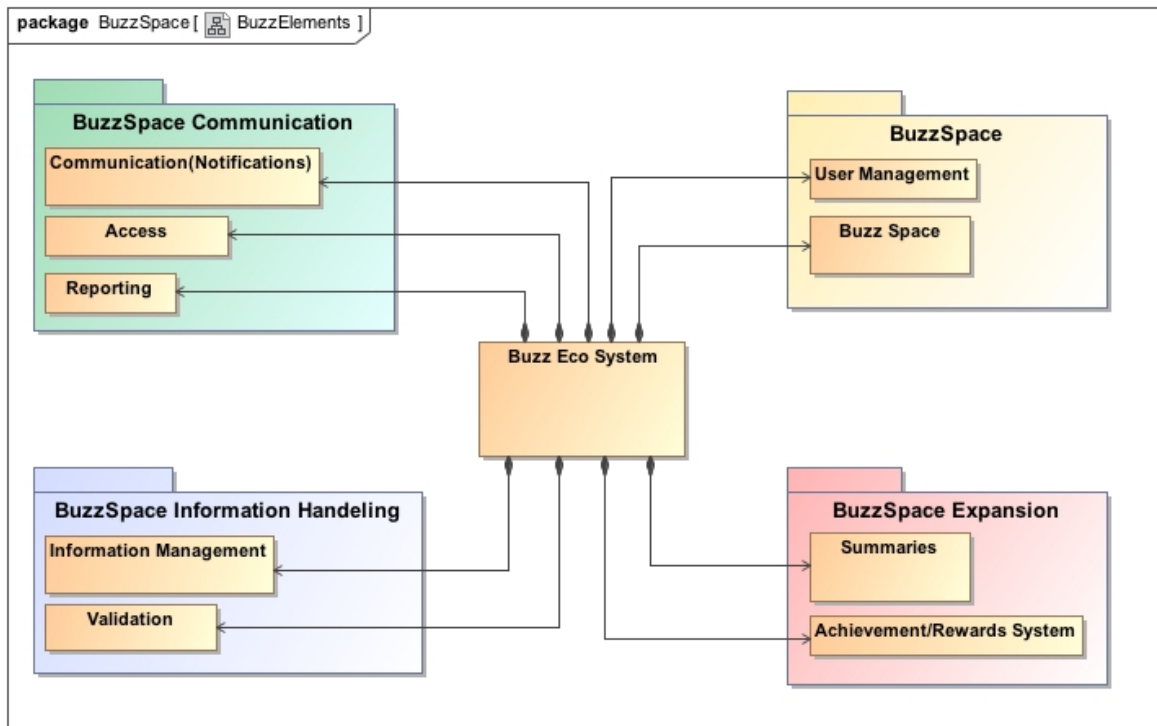 package BuzzSpace [ BuzzElements ]
BuzzSpace Communication
Communication(Notifications)
Access
Reporting
BuzzSpace
User Management
Buzz Space
Buzz Eco System
BuzzSpace Information Handeling
Information Management
Validation
BuzzSpace Expansion
Summaries
Achievement/Rewards System